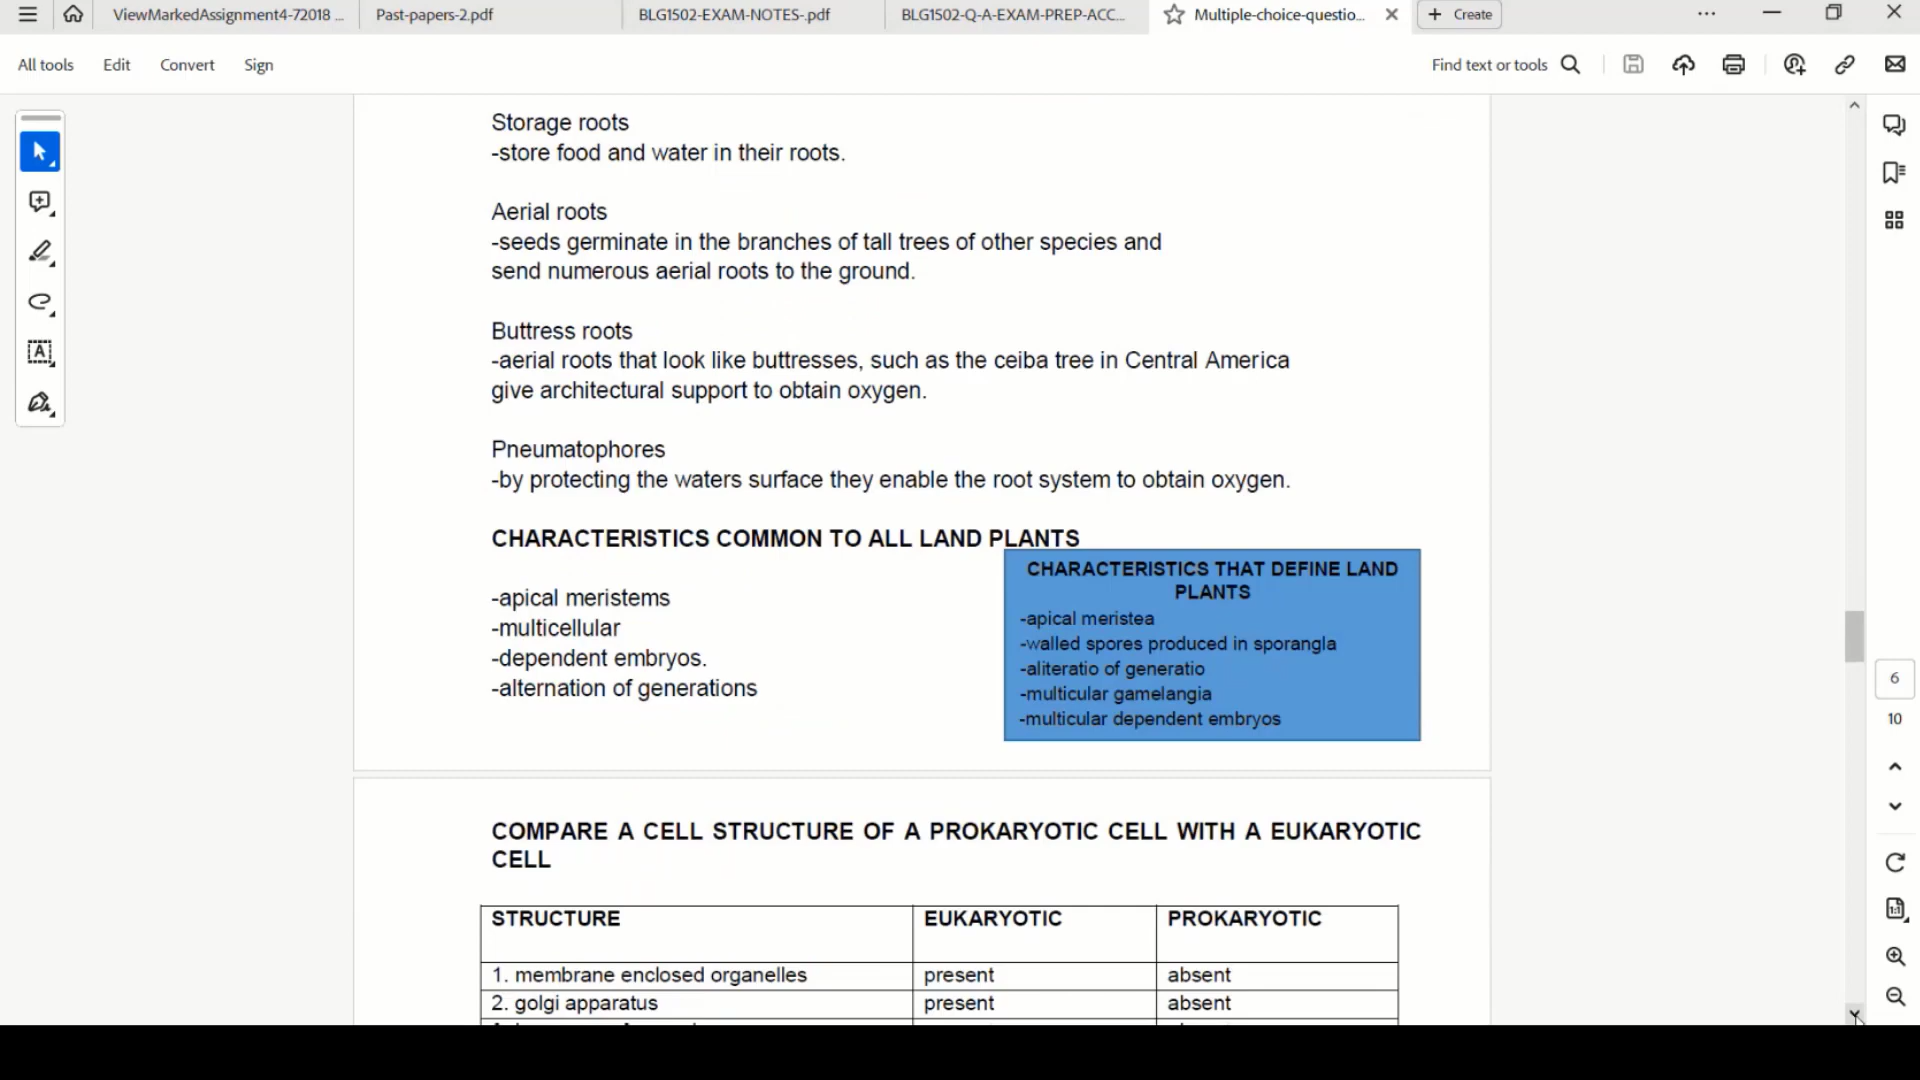 ViewMarkedAssignment4-72018 ...
Past-papers-2.pdf
BLG1502-EXAM-NOTES-.pdf
BLG1502-Q-A-EXAM-PREP-ACC...
Multiple-choice-questio...
Create
All tools
Edit
Convert
Sign
Find text or tools
Storage roots
-store food and water in their roots.
Aerial roots
-seeds germinate in the branches of tall trees of other species and
send numerous aerial roots to the ground.
Buttress roots
-aerial roots that look like buttresses, such as the ceiba tree in Central America
give architectural support to obtain oxygen.
Pneumatophores
-by protecting the waters surface they enable the root system to obtain oxygen.
CHARACTERISTICS COMMON TO ALL LAND PLANTS
-apical meristems
-multicellular
-dependent embryos.
-alternation of generations
CHARACTERISTICS THAT DEFINE LAND
PLANTS
-apical meristea
-walled spores produced in sporangla
-aliteratio of generatio
-multicular gamelangia
-multicular dependent embryos
6
10
COMPARE A CELL STRUCTURE OF A PROKARYOTIC CELL WITH A EUKARYOTIC
CELL
STRUCTURE EUKARYOTIC PROKARYOTIC
1. membrane enclosed organelles present absent
2. golgi apparatus present absent